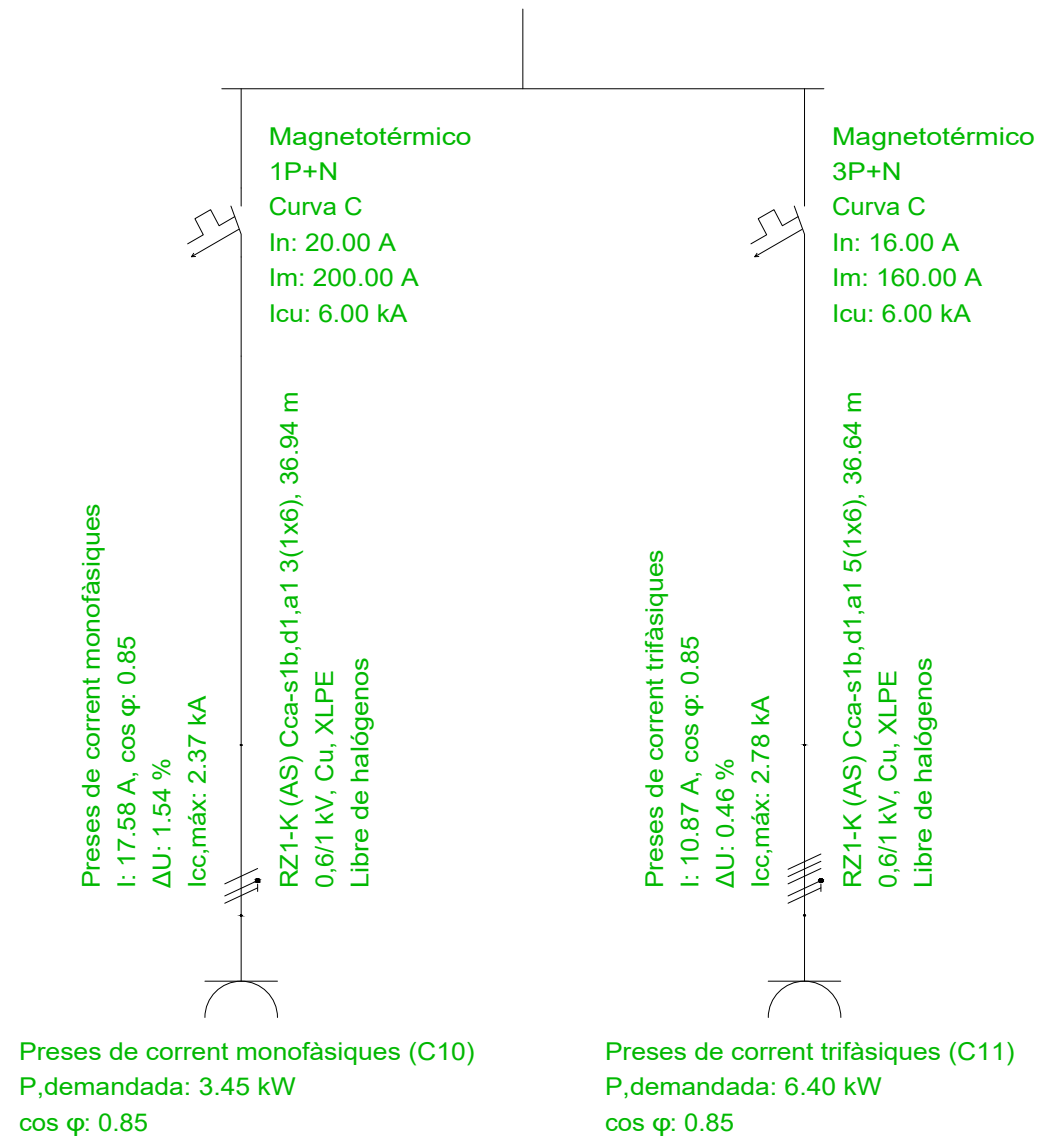 Magnetotérmico
1P+N
Curva C
In: 20.00 A
Im: 200.00 A
Icu: 6.00 kA
Preses de corrent monofàsiques
I: 17.58 A, cos φ: 0.85
ΔU: 1.54 %
Icc,máx: 2.37 kA
RZ1-K (AS) Cca-s1b,d1,a1 3(1x6), 36.94 m
0,6/1 kV, Cu, XLPE
Libre de halógenos
Preses de corrent monofàsiques (C10)
P,demandada: 3.45 kW
cos φ: 0.85
Magnetotérmico
3P+N
Curva C
In: 16.00 A
Im: 160.00 A
Icu: 6.00 kA
Preses de corrent trifàsiques
I: 10.87 A, cos φ: 0.85
ΔU: 0.46 %
Icc,máx: 2.78 kA
RZ1-K (AS) Cca-s1b,d1,a1 5(1x6), 36.64 m
0,6/1 kV, Cu, XLPE
Libre de halógenos
Preses de corrent trifàsiques (C11)
P,demandada: 6.40 kW
cos φ: 0.85